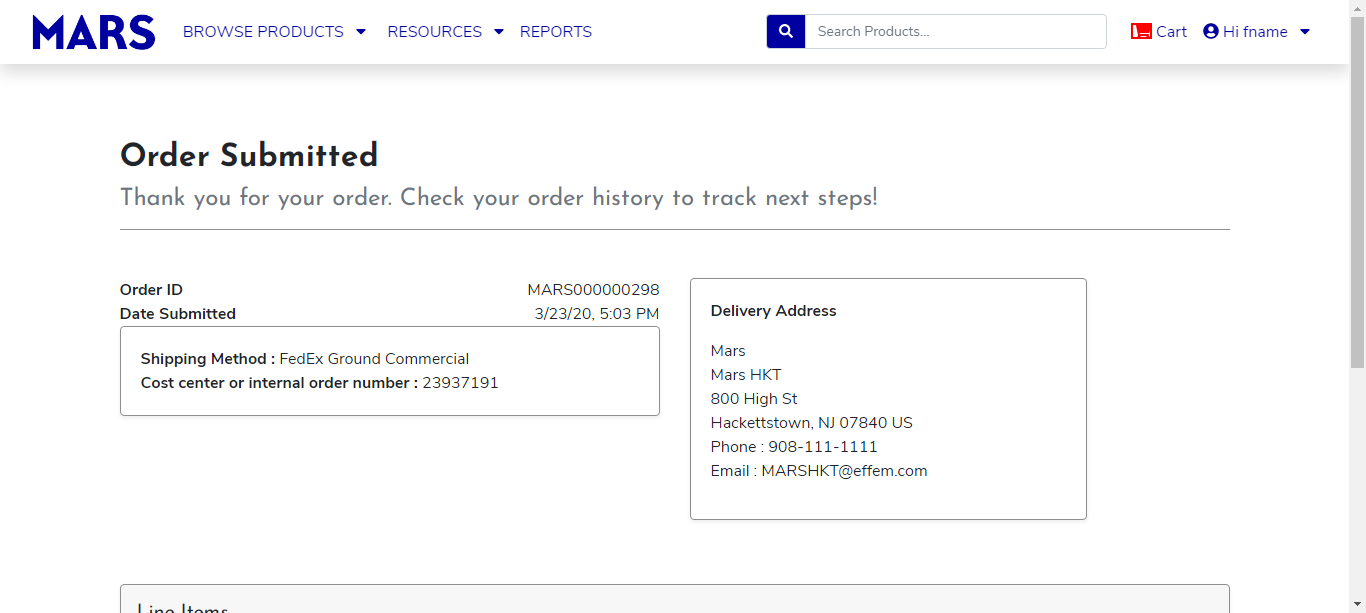 MARS BROWSE PRODUCTS RESOURCES REPORTS Search Products... Cart Hi fname
Order Submitted
Thank you for your order. Check your order history to track next steps!
Order ID MARS000000298
Date Submitted 3/23/20, 5:03 PM
Shipping Method : FedEx Ground Commercial
Cost center or internal order number : 23937191
Delivery Address
Mars
Mars HKT
800 High St
Hackettstown, NJ 07840 US
Phone : 908-111-1111
Email : MARSHKT@effem.com
Line Items